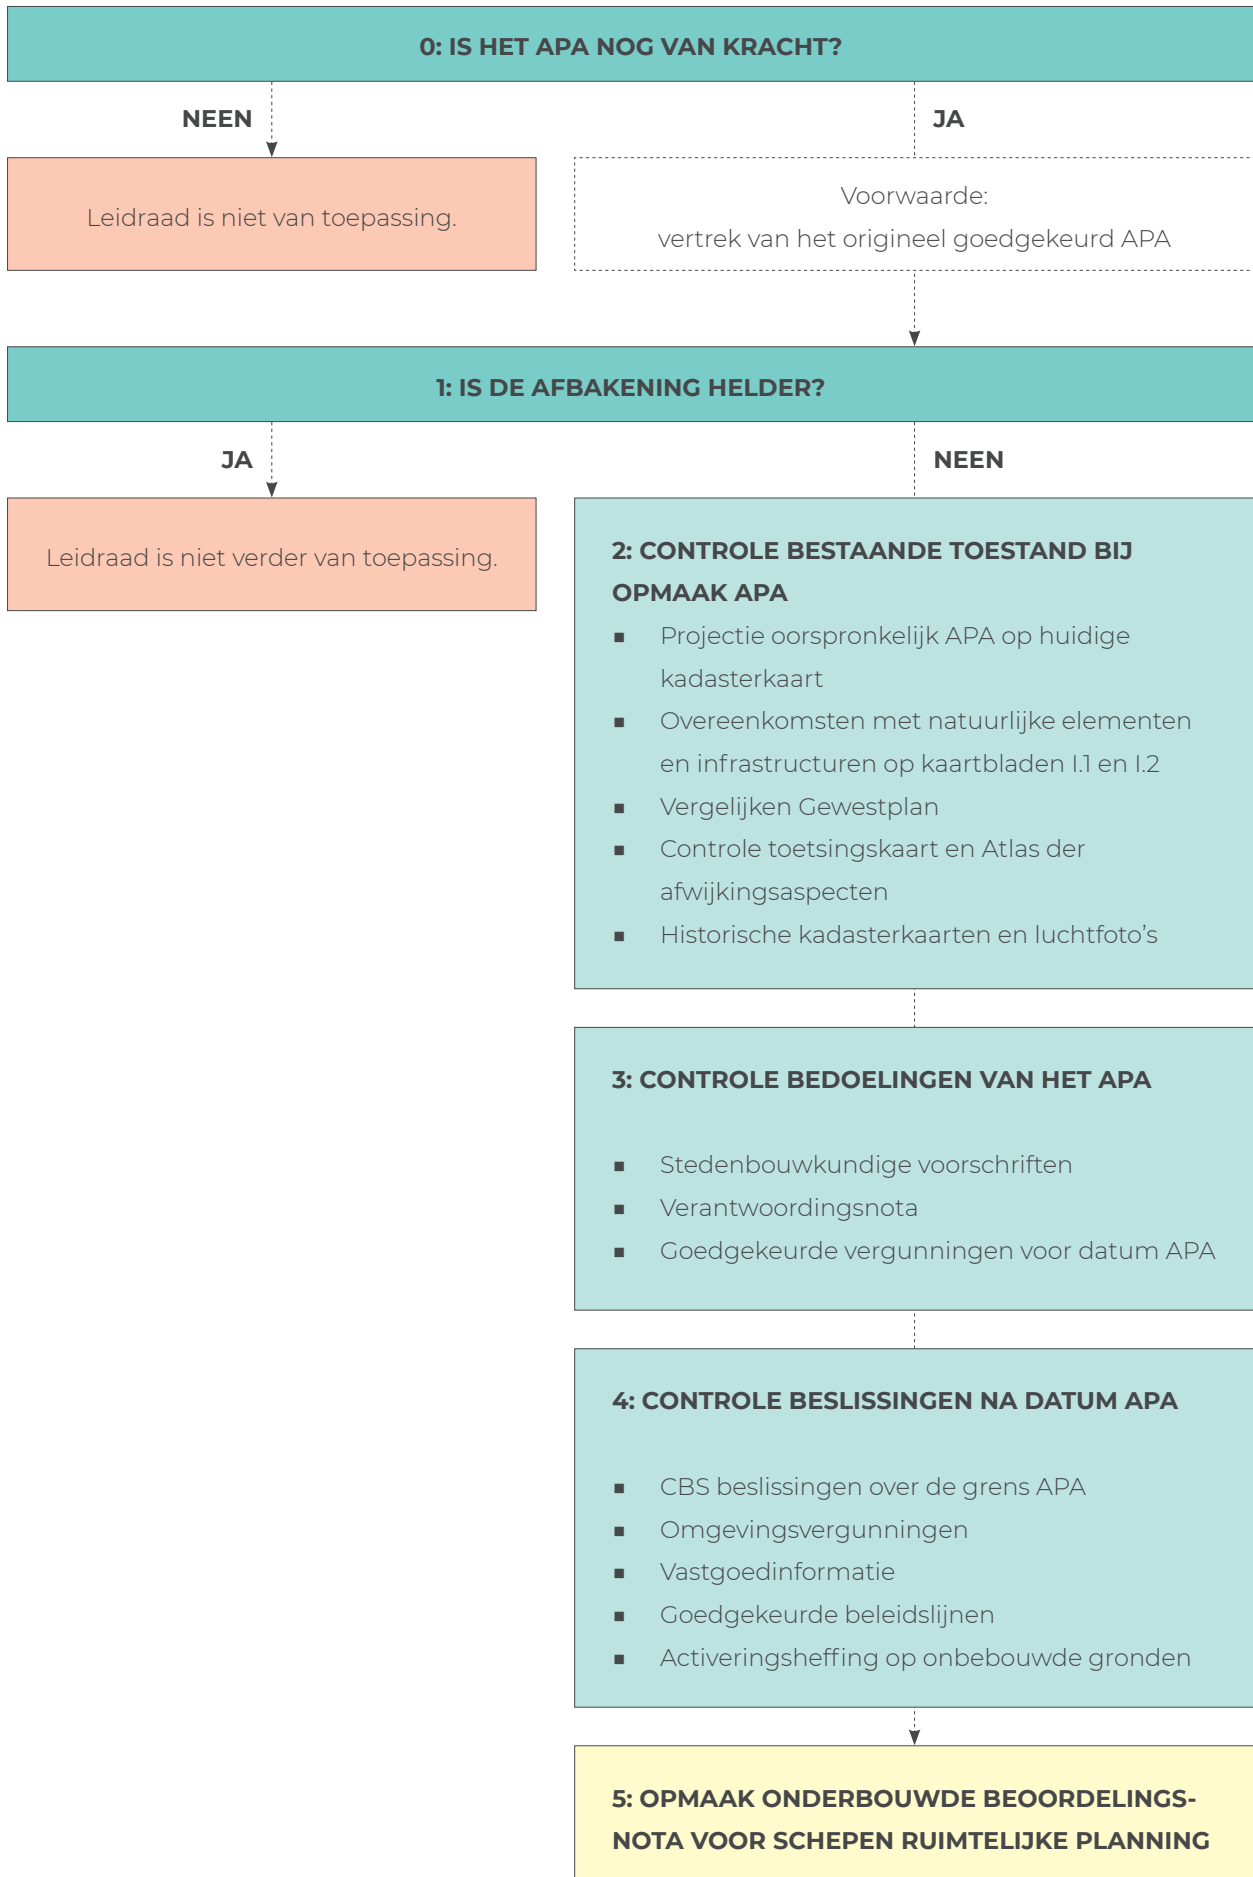 0: IS HET APA NOG VAN KRACHT?
NEEN
JA
Leidraad is niet van toepassing.
Voorwaarde:
vertrek van het origineel goedgekeurd APA
1: IS DE AFBAKENING HELDER?
JA
NEEN
Leidraad is niet verder van toepassing.
2: CONTROLE BESTAANDE TOESTAND BIJ
OPMAAK APA
▪ Projectie oorspronkelijk APA op huidige
kadasterkaart
▪ Overeenkomsten met natuurlijke elementen
en infrastructuren op kaartbladen I.1 en I.2
▪ Vergelijken Gewestplan
▪ Controle toetsingskaart en Atlas der
afwijkingsaspecten
▪ Historische kadasterkaarten en luchtfoto's
3: CONTROLE BEDOELINGEN VAN HET APA
▪ Stedenbouwkundige voorschriften
▪ Verantwoordingsnota
▪ Goedgekeurde vergunningen voor datum APA
4: CONTROLE BESLISSINGEN NA DATUM APA
▪ CBS beslissingen over de grens APA
▪ Omgevingsvergunningen
▪ Vastgoedinformatie
▪ Goedgekeurde beleidslijnen
▪ Activeringsheffing op onbebouwde gronden
5: OPMAAK ONDERBOUWDE BEOORDELINGS-
NOTA VOOR SCHEPEN RUIMTELIJKE PLANNING